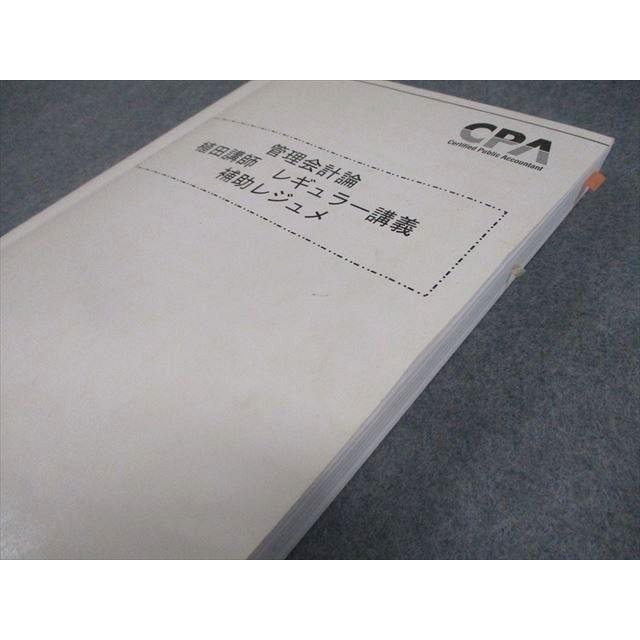 CPA
Certified Public Accountant
管理会計論
植田講師 レギュラー講義
補助レジュメ